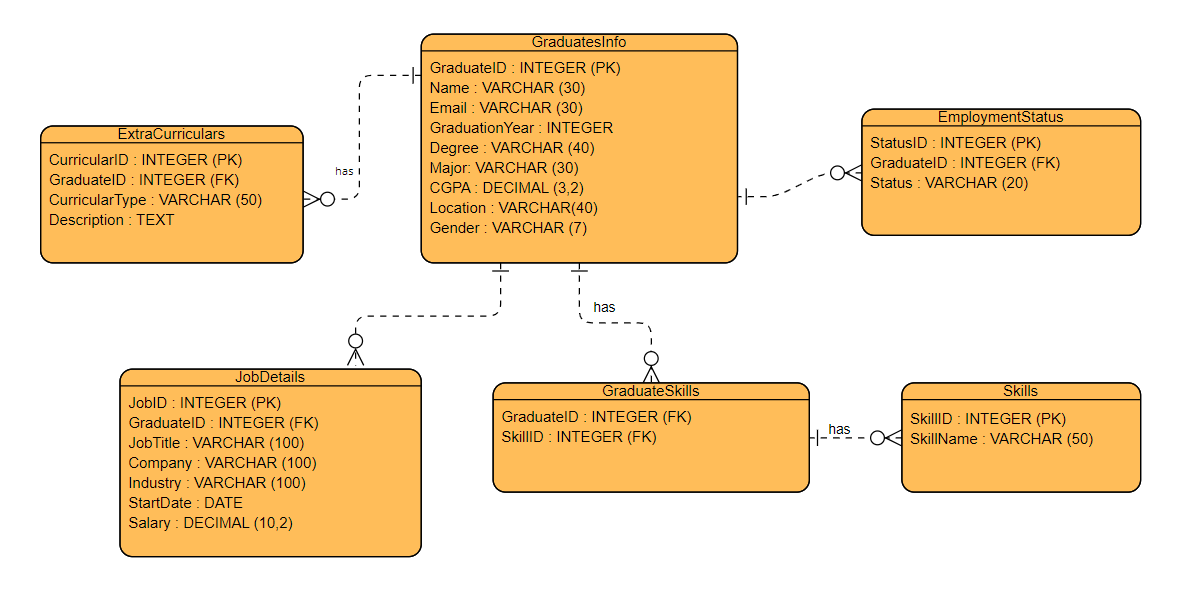 GraduatesInfo
GraduateID : INTEGER (PK)
Name : VARCHAR (30)
Email : VARCHAR (30)
GraduationYear : INTEGER
Degree : VARCHAR (40)
Major: VARCHAR (30)
CGPA : DECIMAL (3,2)
Location : VARCHAR(40)
Gender : VARCHAR (7)
ExtraCurriculars
CurricularID : INTEGER (PK)
GraduateID : INTEGER (FK)
CurricularType : VARCHAR (50)
Description : TEXT
has
EmploymentStatus
StatusID : INTEGER (PK)
GraduateID : INTEGER (FK)
Status : VARCHAR (20)
has
JobDetails
JobID : INTEGER (PK)
GraduateID : INTEGER (FK)
JobTitle : VARCHAR (100)
Company : VARCHAR (100)
Industry : VARCHAR (100)
StartDate : DATE
Salary : DECIMAL (10,2)
GraduateSkills
GraduateID : INTEGER (FK)
SkillID : INTEGER (FK)
has
Skills
SkillID : INTEGER (PK)
SkillName : VARCHAR (50)